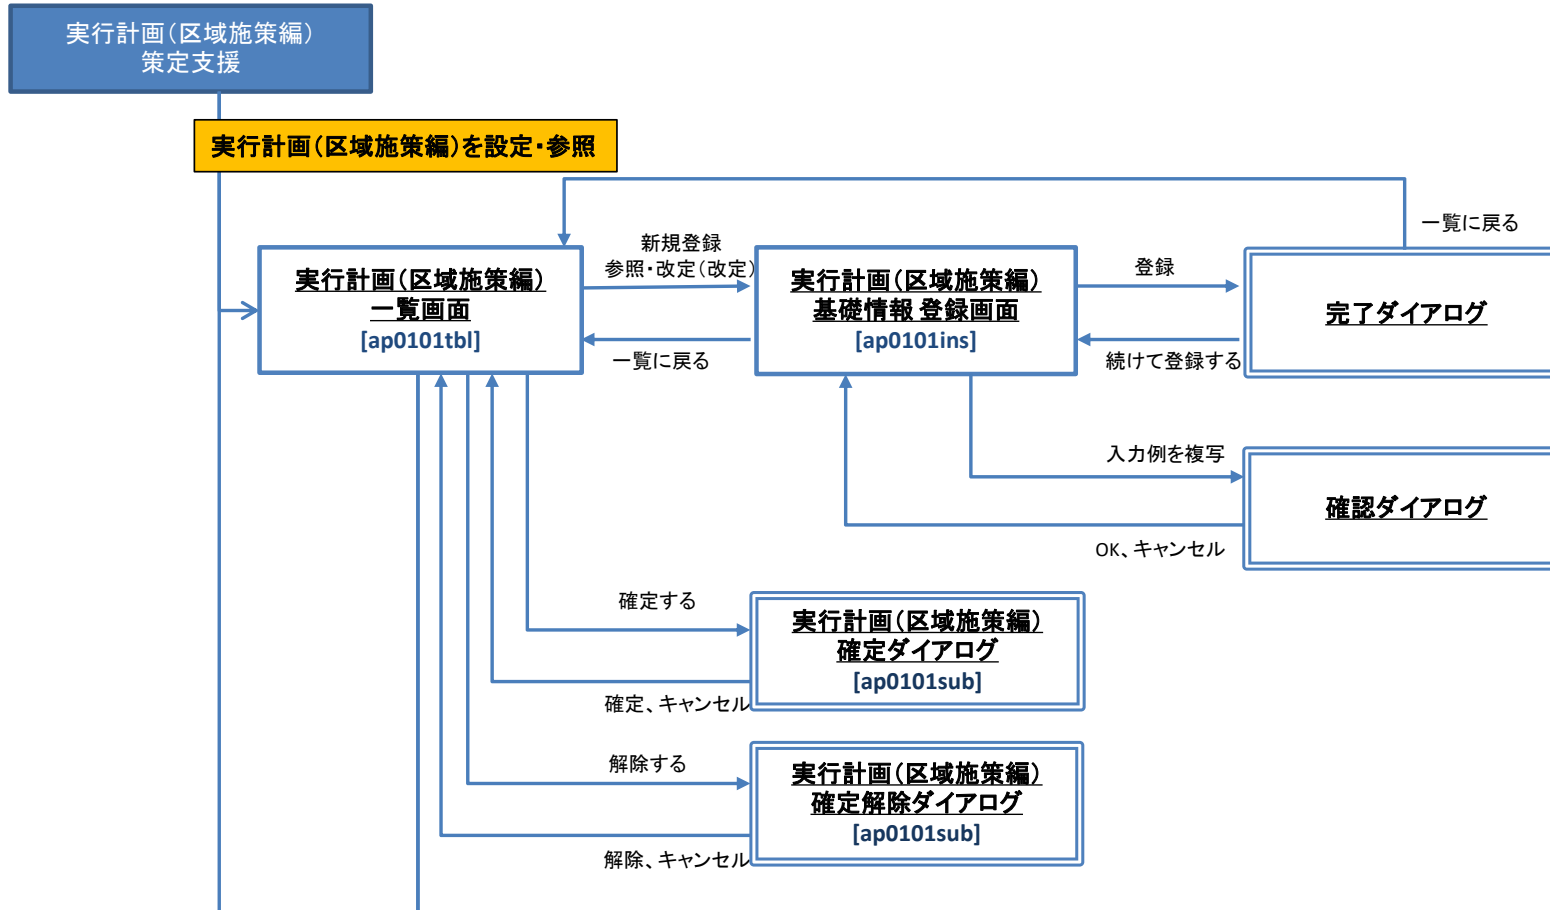 実行計画(区域施策編)
策定支援
実行計画(区域施策編)を設定・参照
一覧に戻る
新規登録
参照・改定(改定)
登録
実行計画(区域施策編)
一覧画面
[ap0101tbl]
実行計画(区域施策編)
基礎情報 登録画面
[ap0101ins]
完了ダイアログ
一覧に戻る
続けて登録する
入力例を複写
確認ダイアログ
OK、キャンセル
確定する
実行計画(区域施策編)
確定ダイアログ
[ap0101sub]
確定、キャンセル
解除する
実行計画(区域施策編)
確定解除ダイアログ
[ap0101sub]
解除、キャンセル